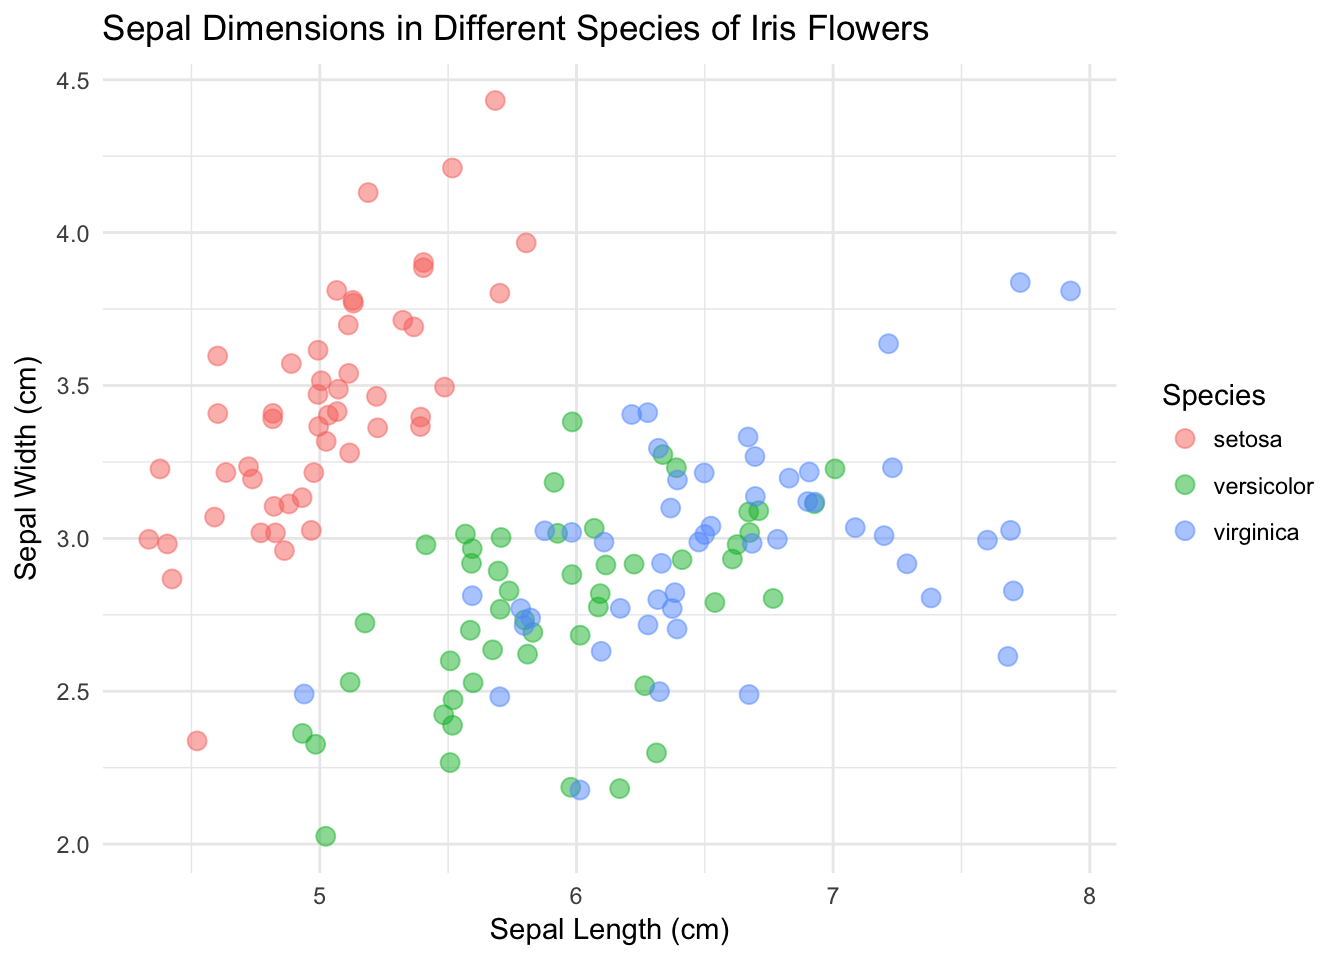 Sepal Dimensions in Different Species of Iris Flowers
4.5
4.0
3.5
3.0
2.5
2.0
Sepal Width (cm)
5 6 7 8
Sepal Length (cm)
Species
setosa
versicolor
virginica